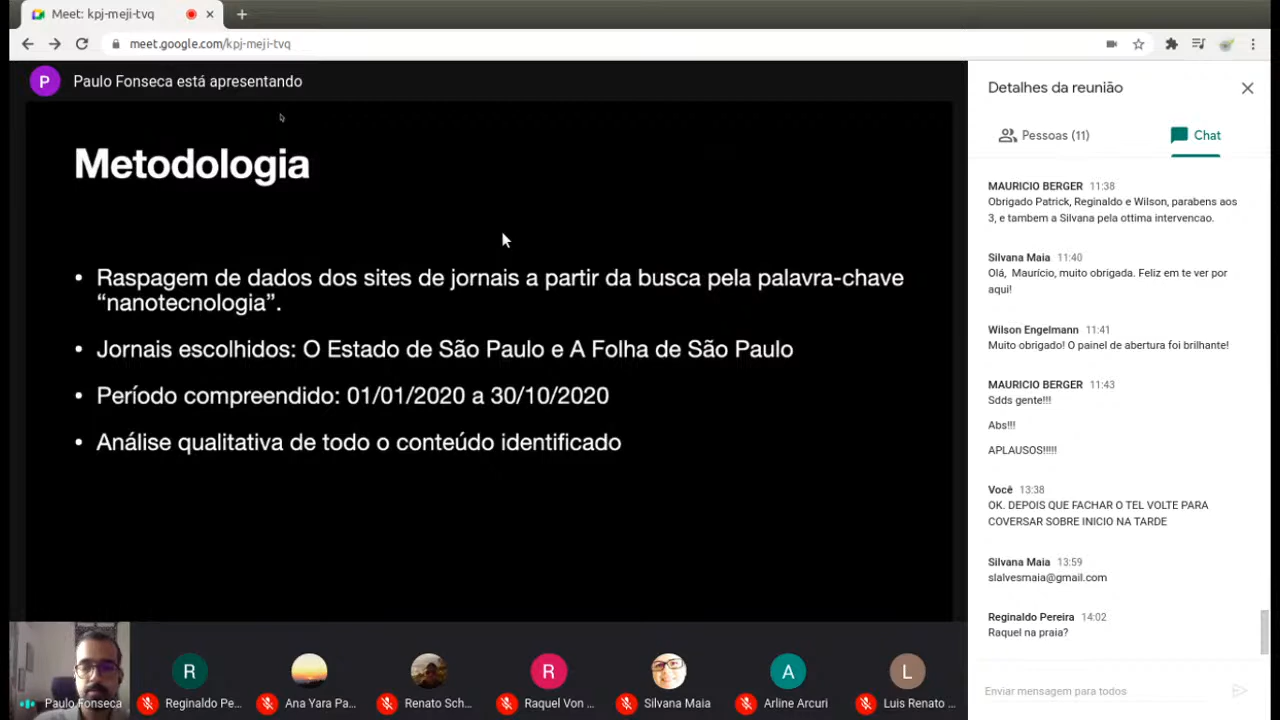 Meet: kpj-meji-tvq
meet.google.com/kpj-meji-tvq
P
Paulo Fonseca está apresentando
Metodologia
• Raspagem de dados dos sites de jornais a partir da busca pela palavra-chave
“nanotecnologia”.
• Jornais escolhidos: O Estado de São Paulo e A Folha de São Paulo
• Período compreendido: 01/01/2020 a 30/10/2020
• Análise qualitativa de todo o conteúdo identificado
Detalhes da reunião
Pessoas (11)
Chat
MAURICIO BERGER 11:38
Obrigado Patrick, Reginaldo e Wilson, parabens aos
3, e tambem a Silvana pela ottima intervencao.
Silvana Maia 11:40
Olá, Maurício, muito obrigada. Feliz em te ver por
aqui!
Wilson Engelmann 11:41
Muito obrigado! O painel de abertura foi brilhante!
MAURICIO BERGER 11:43
Sdds gente!!!
Abs!!!
APLAUSOS!!!!!
Você 13:38
OK. DEPOIS QUE FACHAR O TEL VOLTE PARA
COVERSAR SOBRE INICIO NA TARDE
Silvana Maia 13:59
slalvesmaia@gmail.com
Reginaldo Pereira 14:02
Raquel na praia?
Enviar mensagem para todos
R
R
A
L
Paulo Fonseca
Reginaldo Pe...
Ana Yara Pa...
Renato Sch...
Raquel Von ...
Silvana Maia
Arline Arcuri
Luis Renato ...